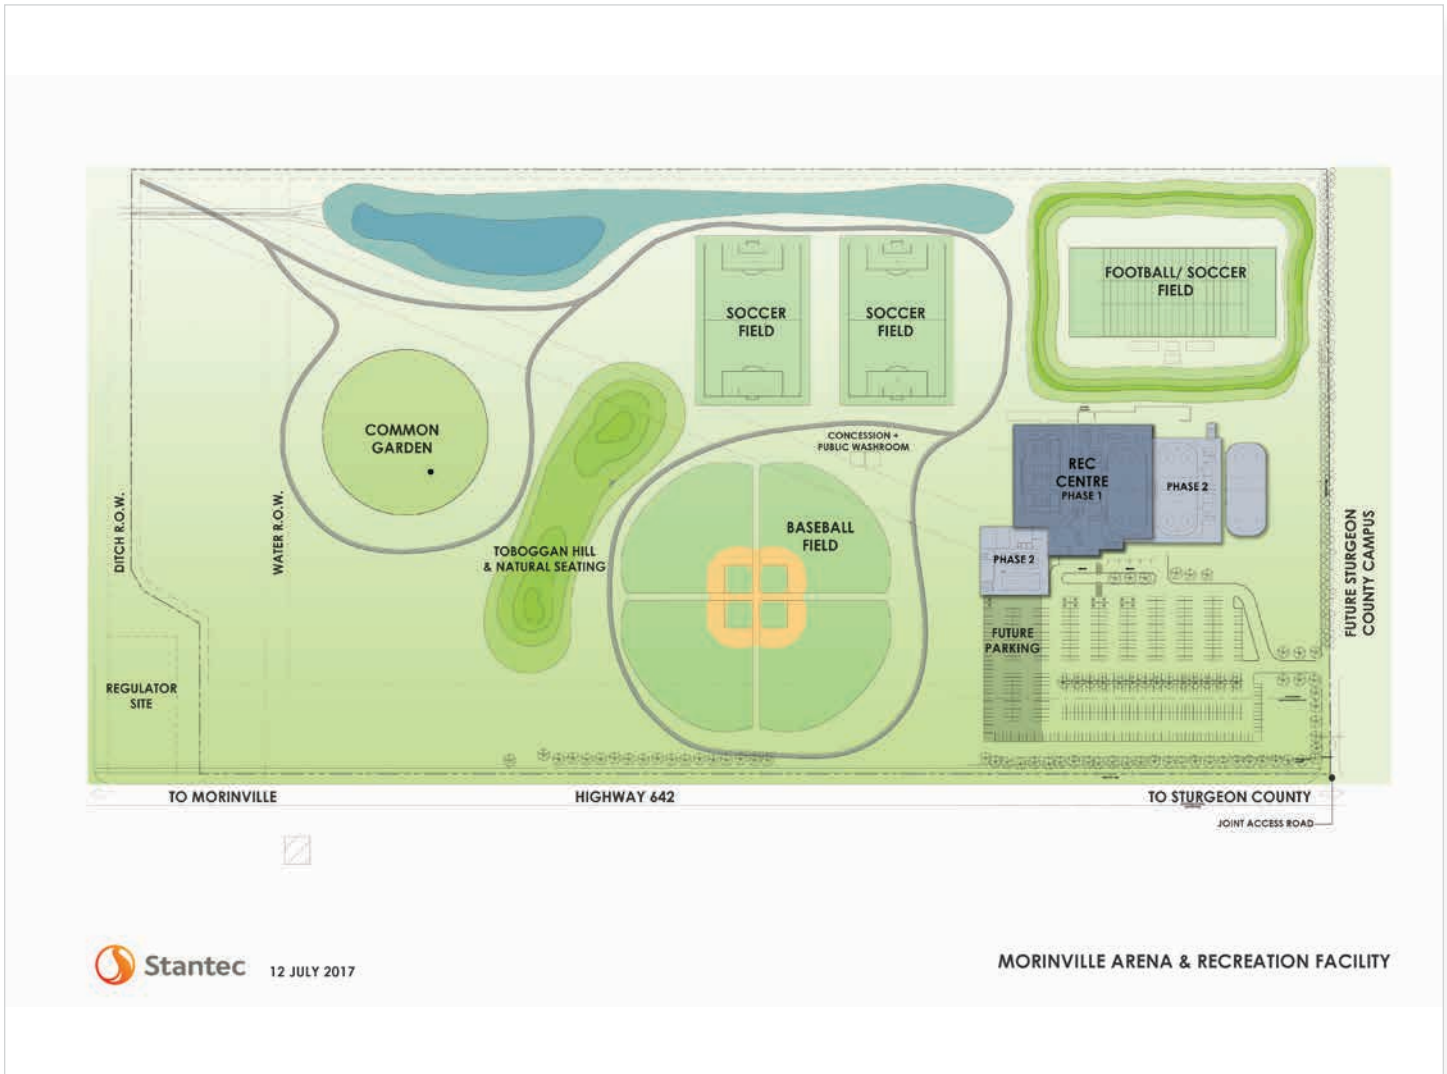 FOOTBALL/ SOCCER
FIELD
SOCCER
FIELD
SOCCER
FIELD
COMMON
GARDEN
CONCESSION +
PUBLIC WASHROOM
REC
CENTRE
PHASE 1
PHASE 2
BASEBALL
FIELD
TOBOGGAN HILL
& NATURAL SEATING
PHASE 2
DITCH R.O.W.
WATER R.O.W.
FUTURE STURGEON
COUNTY CAMPUS
FUTURE
PARKING
REGULATOR
SITE
TO MORINVILLE
HIGHWAY 642
TO STURGEON COUNTY
JOINT ACCESS ROAD
Stantec
12 JULY 2017
MORINVILLE ARENA & RECREATION FACILITY